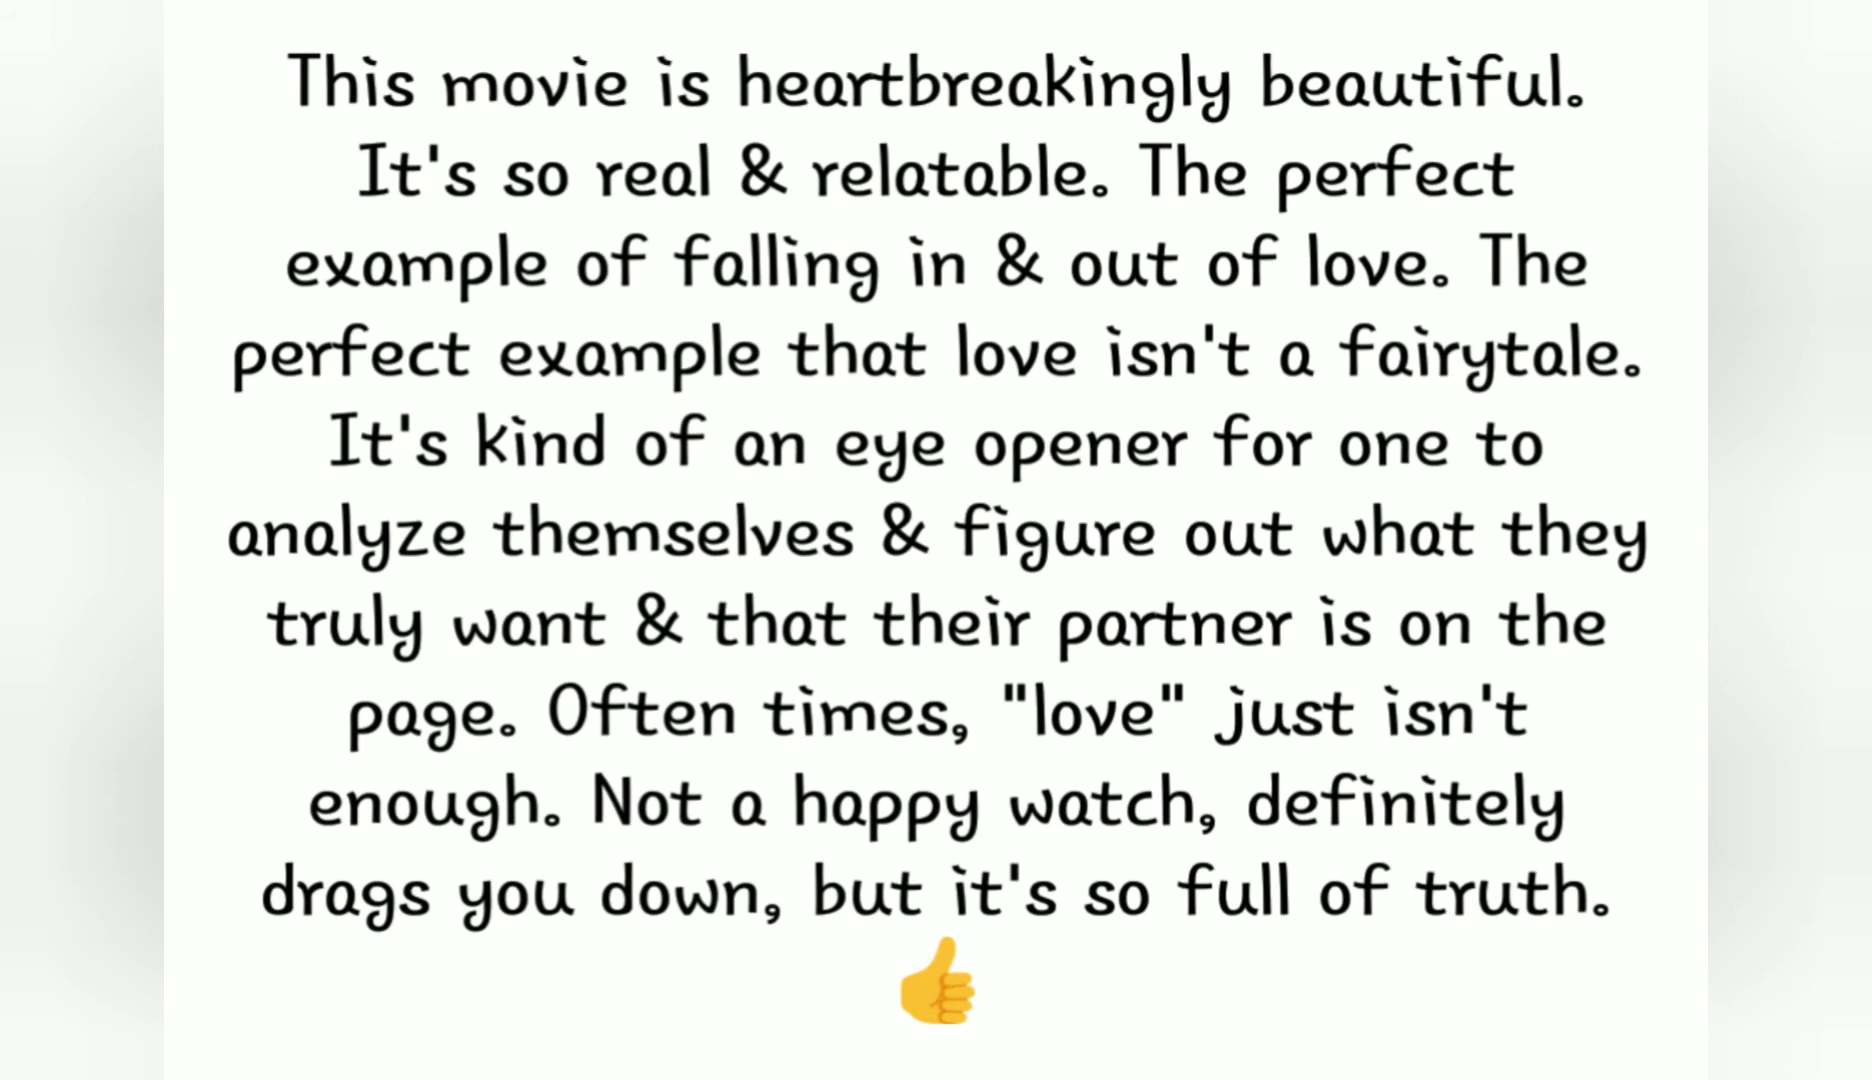 This movie is heartbreakingly beautiful.
It's so real & relatable. The perfect
example of falling in & out of love. The
perfect example that love isn't a fairytale.
It's kind of an eye opener for one to
analyze themselves & figure out what they
truly want & that their partner is on the
page. Often times, "love" just isn't
enough. Not a happy watch, definitely
drags you down, but it's so full of truth.
👍